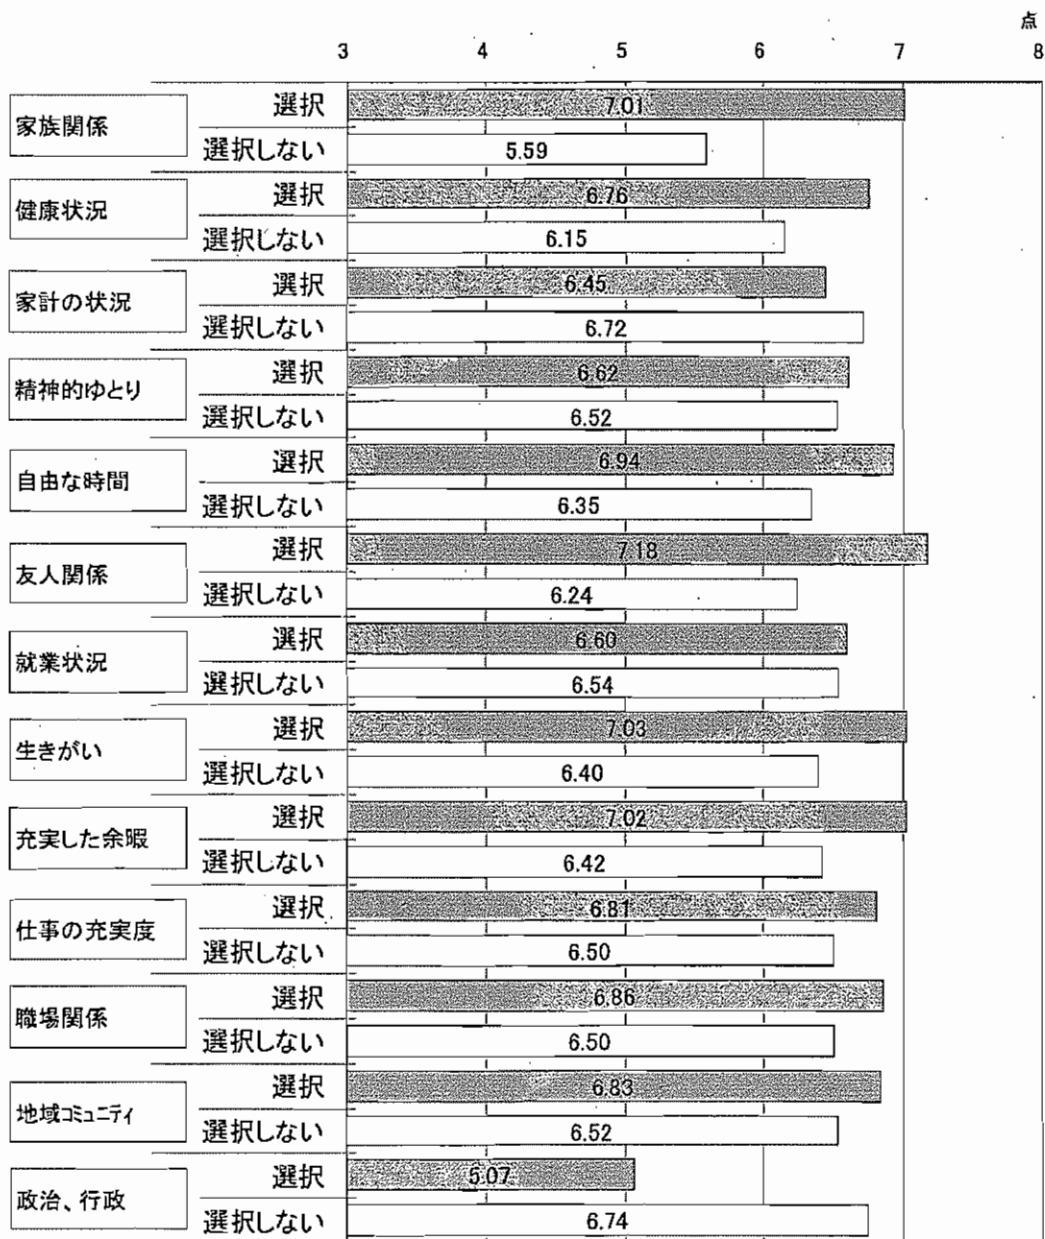 点
3 4 5 6 7 8
家族関係 選択 7.01
選択しない 5.59
健康状況 選択 6.76
選択しない 6.15
家計の状況 選択 6.45
選択しない 6.72
精神的ゆとり 選択 6.62
選択しない 6.52
自由な時間 選択 6.94
選択しない 6.35
友人関係 選択 7.18
選択しない 6.24
就業状況 選択 6.60
選択しない 6.54
生きがい 選択 7.03
選択しない 6.40
充実した余暇 選択 7.02
選択しない 6.42
仕事の充実度 選択 6.81
選択しない 6.50
職場関係 選択 6.86
選択しない 6.50
地域コミュニティ 選択 6.83
選択しない 6.52
政治、行政 選択 5.07
選択しない 6.74